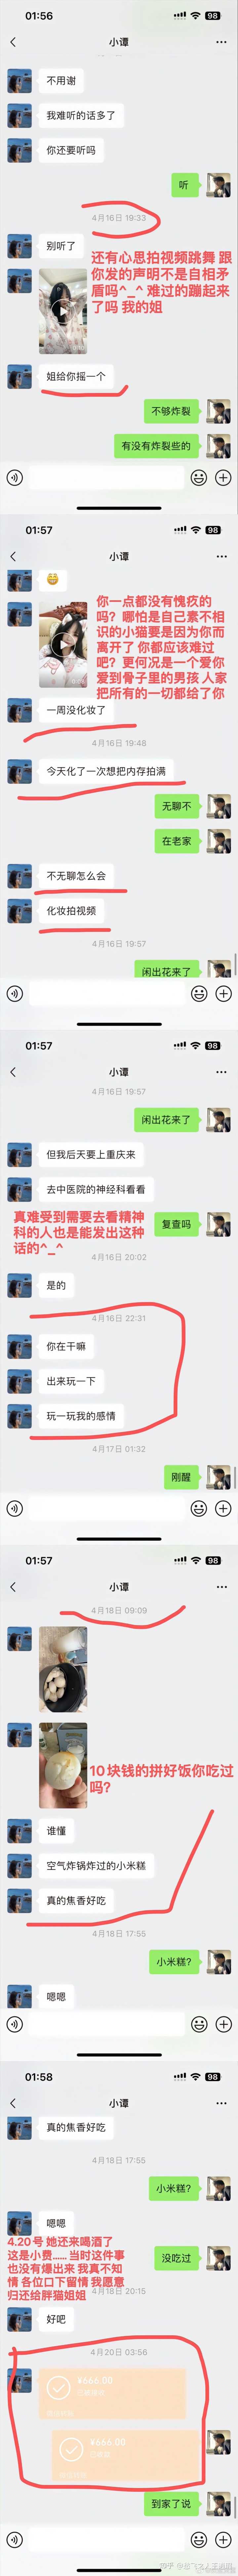 01:56
98
小谭
不用谢
我难听的话多了
你还要听吗
听
4月16日 19:33
别听了
还有心思拍视频跳舞 跟
你发的声明不是自相矛
盾吗^_^ 难过的蹦起来
了吗 我的姐
姐给你摇一个
不够炸裂
有没有炸裂些的
01:57
98
小谭
你一点都没有愧疚的
吗？哪怕是自己素不相
识的小猫要是因为你而
离开了 你都应该难过
吧？更何况是一个爱你
爱到骨子里的男孩 人家
把所有的一切都给了你
一周没化妆了
4月16日 19:48
今天化了一次想把内存拍满
无聊不
在老家
不无聊怎么会
化妆拍视频
4月16日 19:57
闲出花来了
01:57
98
小谭
4月16日 19:57
闲出花来了
但我后天要上重庆来
去中医院的神经科看看
真难受到需要去看精神
科的人也是能发出这种
话的^_^
复查吗
4月16日 20:02
是的
4月16日 22:31
你在干嘛
出来玩一下
玩一玩我的感情
4月17日 01:32
刚醒
01:57
98
小谭
4月18日 09:09
10块钱的拼好饭你吃过
吗？
谁懂
空气炸锅炸过的小米糕
真的焦香好吃
4月18日 17:55
小米糕？
嗯嗯
01:58
98
小谭
真的焦香好吃
4月18日 17:55
小米糕？
嗯嗯
4.20号 她还来喝酒了
这是小费...... 当时这件事
也没有爆出来 我真不知
情 各位口下留情 我愿意
归还给胖猫姐姐
没吃过
4月18日 20:15
好吧
4月20日 03:56
¥666.00
¥666.00
到家了说